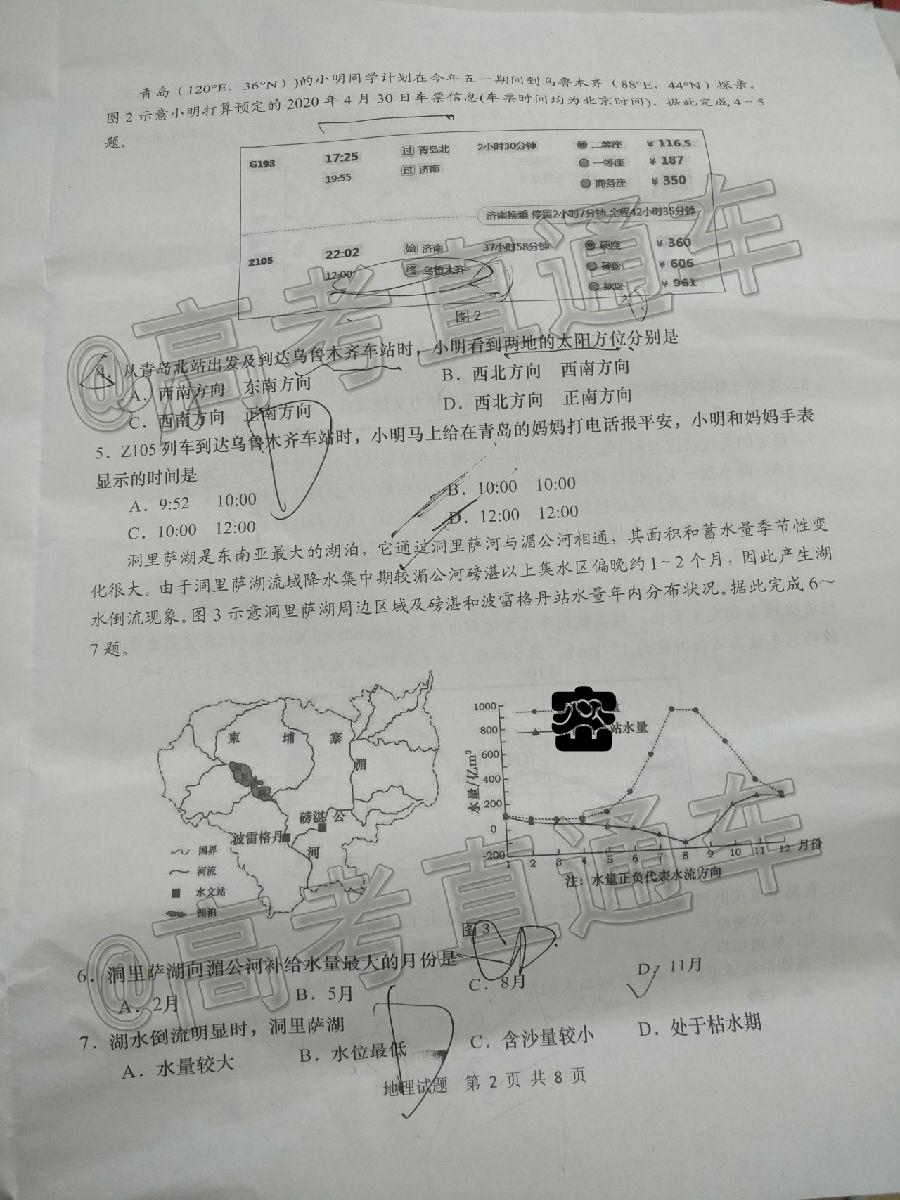 青岛（120°E，36°N）)的小明同学计划在今年五一期间到乌鲁木齐（88°E，44°N）探亲。
图2示意小明打算预定的2020年4月30日车票信息(车票时间均为北京时间)。据此完成4～5
题。
G198 17:25 过 青岛北 2小时30分钟 二等座 ¥116.5
19:55 过 济南 一等座 ¥187
商务座 ¥350
济南换乘 停留2小时7分钟 全程42小时35分钟
Z105 22:02 始 济南 37小时58分钟 硬座 ¥360
12:00 终 乌鲁木齐 硬卧 ¥606
软卧 ¥961
图2
4．从青岛北站出发及到达乌鲁木齐车站时，小明看到两地的太阳方位分别是
A．西南方向 东南方向 B．西北方向 西南方向
C．西南方向 正南方向 D．西北方向 正南方向
5．Z105列车到达乌鲁木齐车站时，小明马上给在青岛的妈妈打电话报平安，小明和妈妈手表
显示的时间是
A．9:52 10:00 B．10:00 10:00
C．10:00 12:00 D．12:00 12:00
洞里萨湖是东南亚最大的湖泊，它通过洞里萨河与湄公河相通，其面积和蓄水量季节性变
化很大。由于洞里萨湖流域降水集中期较湄公河磅湛以上集水区偏晚约1～2个月，因此产生湖
水倒流现象。图3示意洞里萨湖周边区域及磅湛和波雷格丹站水量年内分布状况。据此完成6～
7题。
柬 埔 寨
湄
磅湛 公
波雷格丹
河
国界
河流
水文站
湖泊
水量/亿m³
1000
800
600
400
200
0
-200
量
站水量
1 2 3 4 5 6 7 8 9 10 11 12 月份
注：水量正负代表水流方向
图3
6．洞里萨湖向湄公河补给水量最大的月份是
A．2月 B．5月 C．8月 D．11月
7．湖水倒流明显时，洞里萨湖
A．水量较大 B．水位最低 C．含沙量较小 D．处于枯水期
地理试题 第2页共8页
@高考直通车
@高考直通车